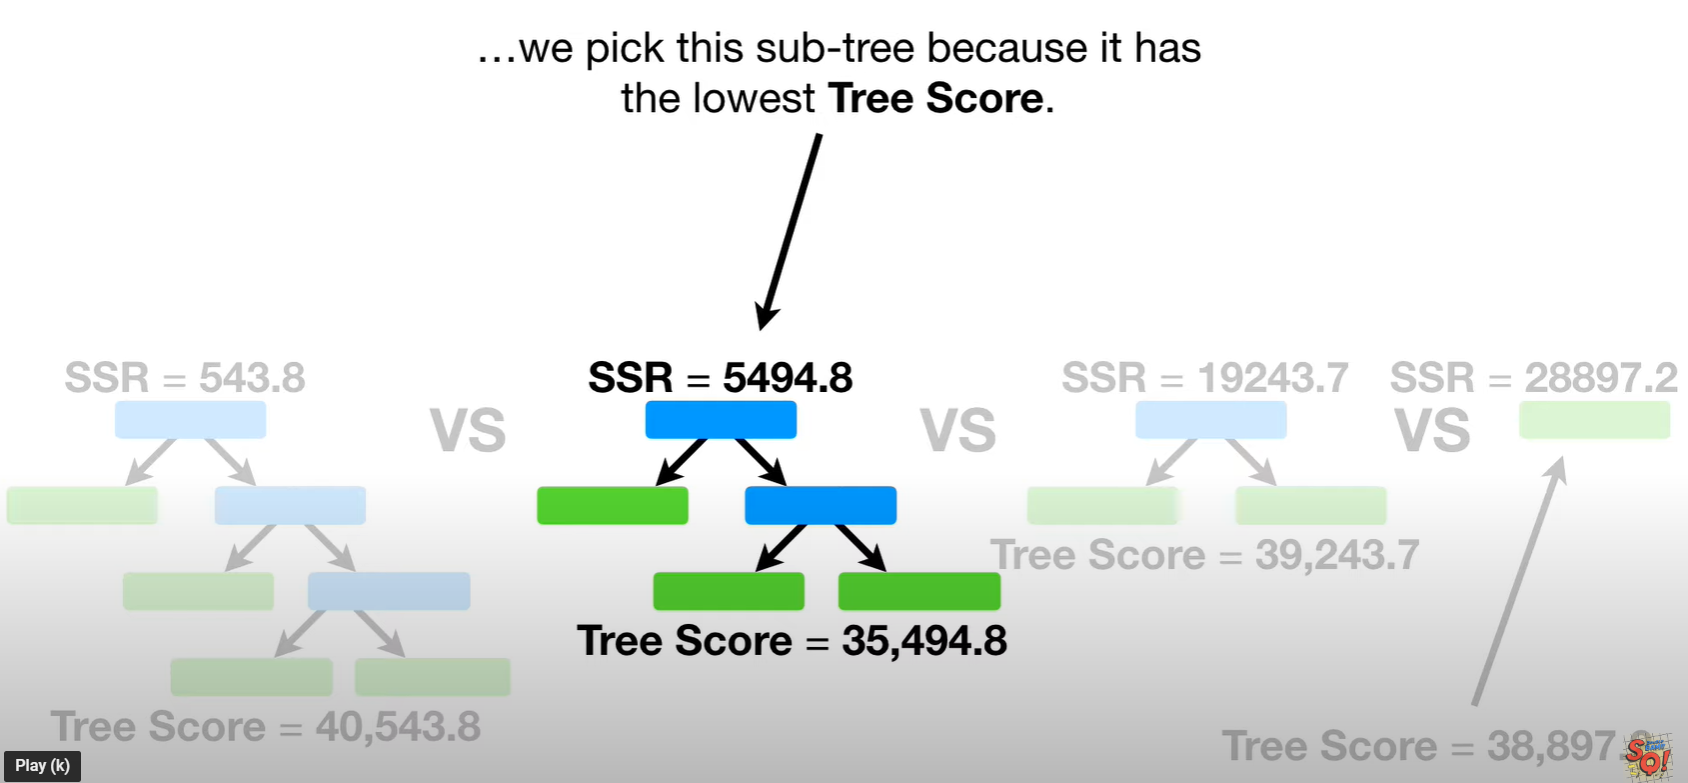 ...we pick this sub-tree because it has
the lowest Tree Score.
SSR = 543.8
VS
SSR = 5494.8
VS
SSR = 19243.7
VS
SSR = 28897.2
Tree Score = 40,543.8
Tree Score = 35,494.8
Tree Score = 39,243.7
Tree Score = 38,897.
Play (k)
SQ!